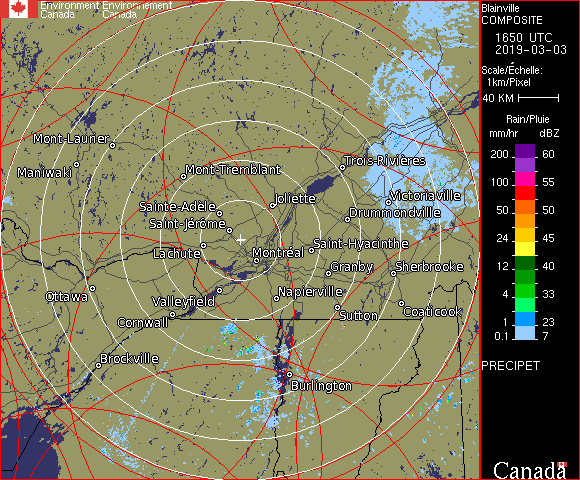 Environment Environnement
Canada Canada
Blainville
COMPOSITE
1650 UTC
2019-03-03
Scale/Échelle:
1km/Pixel
40 KM
Rain/Pluie
mm/hr dBZ
200 60
100 55
50 50
24 45
12 40
4 33
1 23
0.1 7
PRECIPET
Canada
Mont-Laurier
Maniwaki
Mont-Tremblant
Trois-Rivières
Sainte-Adèle
Joliette
Victoriaville
Drummondville
Saint-Jérôme
Lachute
Montréal
Saint-Hyacinthe
Granby
Sherbrooke
Ottawa
Valleyfield
Napierville
Cornwall
Sutton
Coaticook
Brockville
Burlington